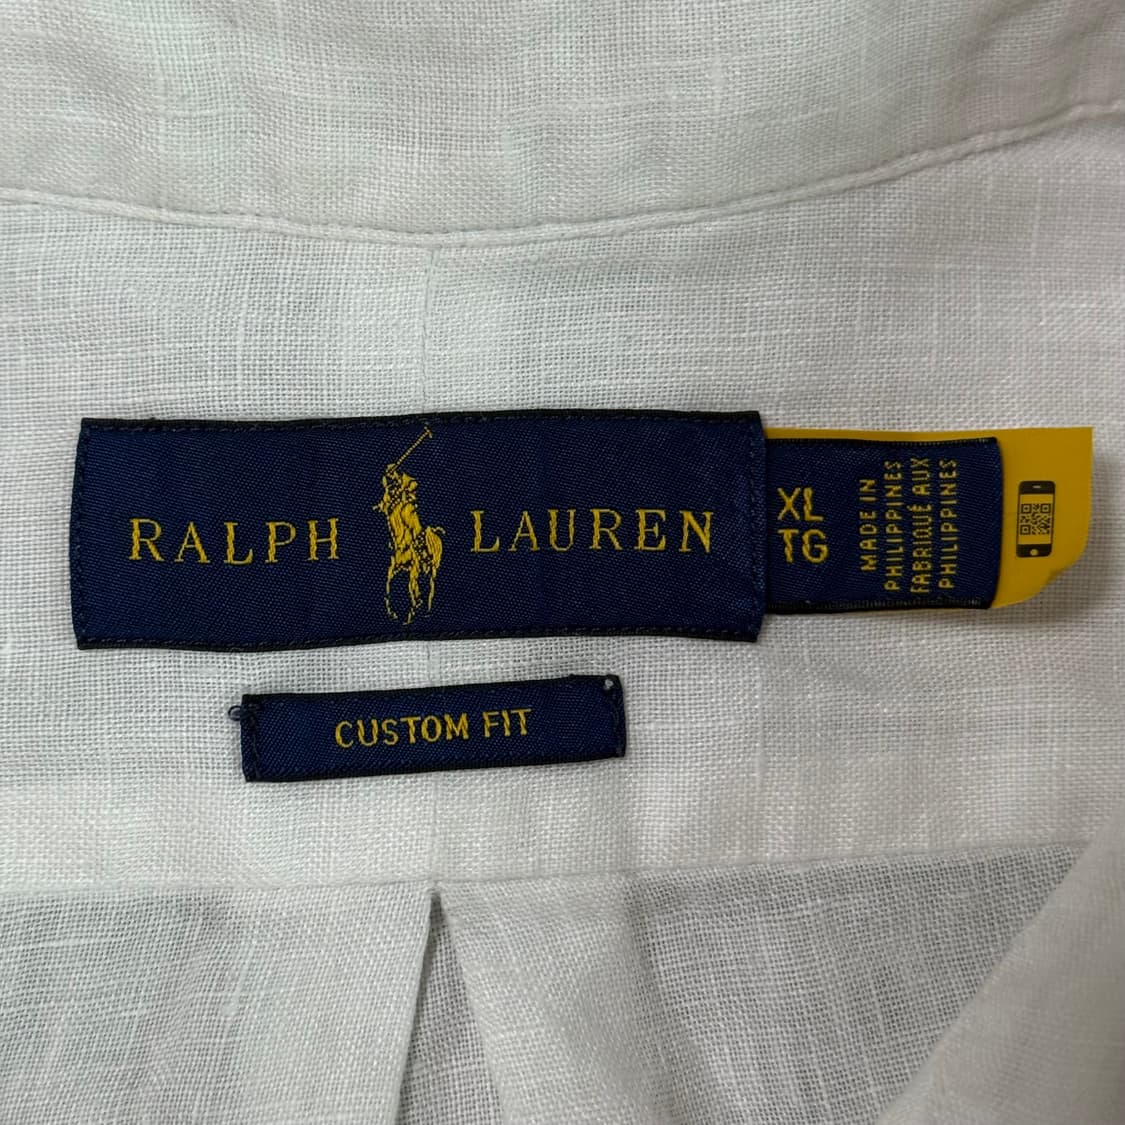 RALPH LAUREN
XL
TG
MADE IN
PHILIPPINES
FABRIQUÉ AUX
PHILIPPINES
CUSTOM FIT